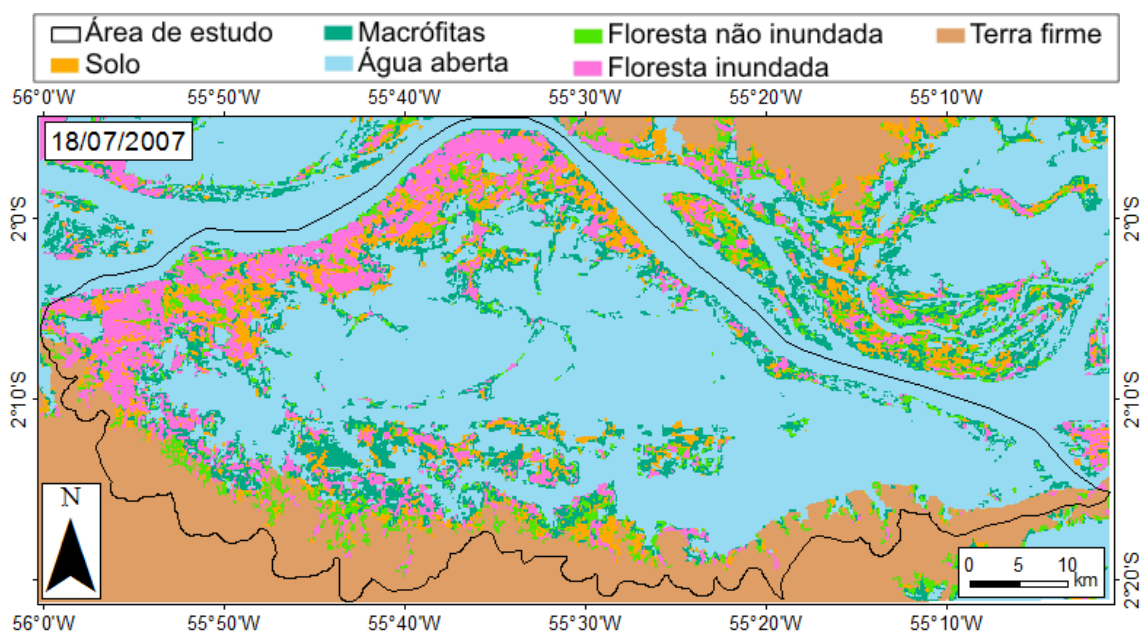 Área de estudo Macrófitas Floresta não inundada Terra firme
Solo Água aberta Floresta inundada
56°0'W 55°50'W 55°40'W 55°30'W 55°20'W 55°10'W
18/07/2007
2°0'S 2°0'S
2°10'S 2°10'S
N
0 5 10
km
2°20'S
56°0'W 55°50'W 55°40'W 55°30'W 55°20'W 55°10'W